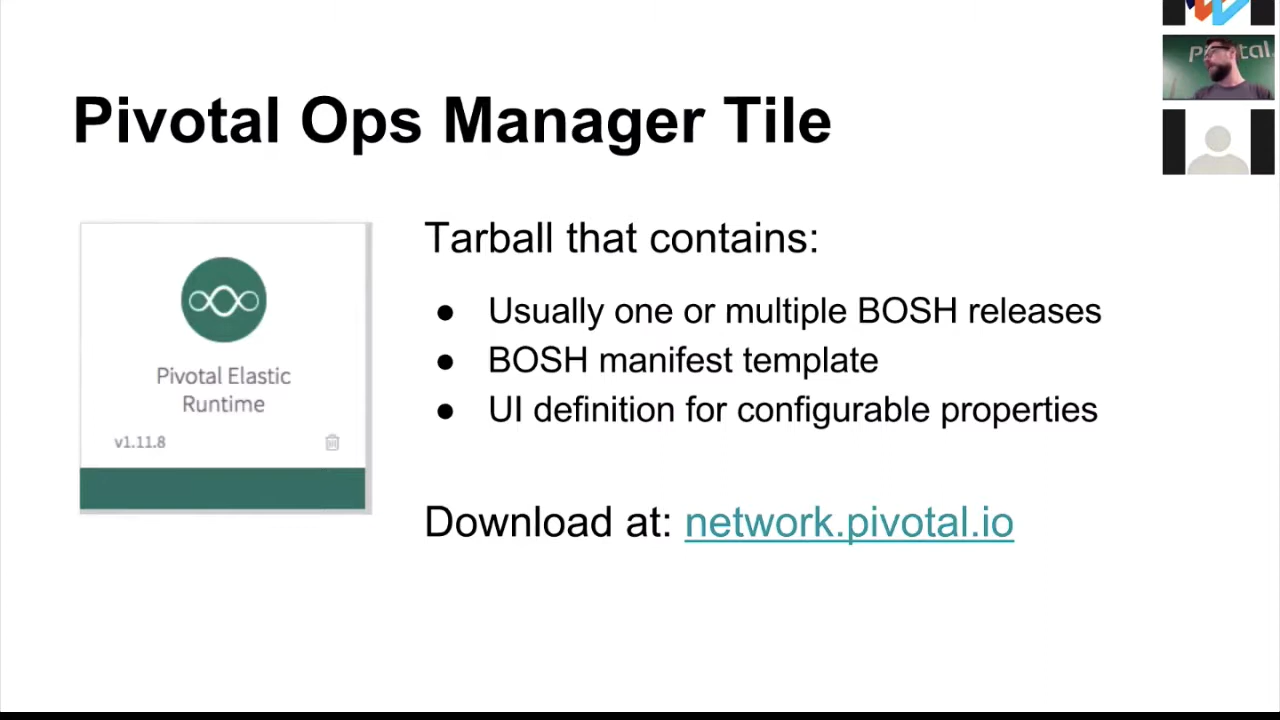 Pivotal Ops Manager Tile
Pivotal Elastic
Runtime
v1.11.8
Tarball that contains:
● Usually one or multiple BOSH releases
● BOSH manifest template
● UI definition for configurable properties
Download at: network.pivotal.io
Pivotal